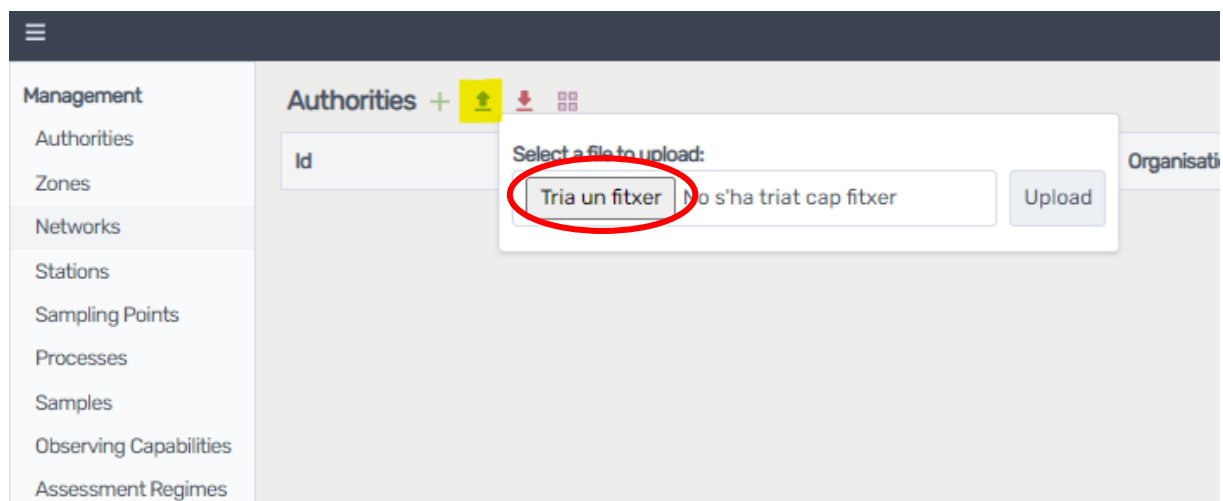 Management
Authorities
Zones
Networks
Stations
Sampling Points
Processes
Samples
Observing Capabilities
Assessment Regimes
Authorities
Id
Organisati
Select a file to upload:
Tria un fitxer No s'ha triat cap fitxer Upload